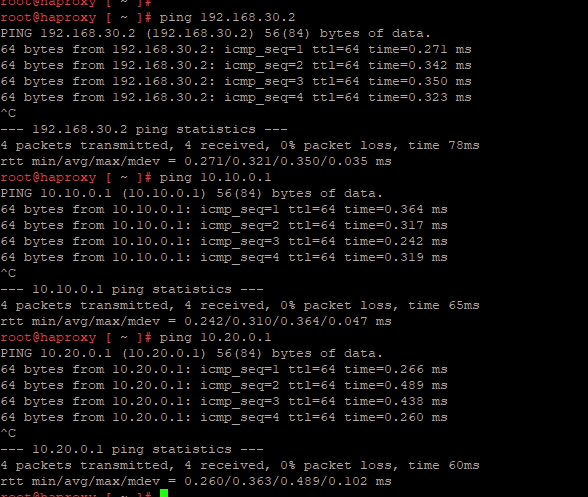 root@haproxy [ ~ ]#
root@haproxy [ ~ ]# ping 192.168.30.2
PING 192.168.30.2 (192.168.30.2) 56(84) bytes of data.
64 bytes from 192.168.30.2: icmp_seq=1 ttl=64 time=0.271 ms
64 bytes from 192.168.30.2: icmp_seq=2 ttl=64 time=0.342 ms
64 bytes from 192.168.30.2: icmp_seq=3 ttl=64 time=0.350 ms
64 bytes from 192.168.30.2: icmp_seq=4 ttl=64 time=0.323 ms
^C
--- 192.168.30.2 ping statistics ---
4 packets transmitted, 4 received, 0% packet loss, time 78ms
rtt min/avg/max/mdev = 0.271/0.321/0.350/0.035 ms
root@haproxy [ ~ ]# ping 10.10.0.1
PING 10.10.0.1 (10.10.0.1) 56(84) bytes of data.
64 bytes from 10.10.0.1: icmp_seq=1 ttl=64 time=0.364 ms
64 bytes from 10.10.0.1: icmp_seq=2 ttl=64 time=0.317 ms
64 bytes from 10.10.0.1: icmp_seq=3 ttl=64 time=0.242 ms
64 bytes from 10.10.0.1: icmp_seq=4 ttl=64 time=0.319 ms
^C
--- 10.10.0.1 ping statistics ---
4 packets transmitted, 4 received, 0% packet loss, time 65ms
rtt min/avg/max/mdev = 0.242/0.310/0.364/0.047 ms
root@haproxy [ ~ ]# ping 10.20.0.1
PING 10.20.0.1 (10.20.0.1) 56(84) bytes of data.
64 bytes from 10.20.0.1: icmp_seq=1 ttl=64 time=0.266 ms
64 bytes from 10.20.0.1: icmp_seq=2 ttl=64 time=0.489 ms
64 bytes from 10.20.0.1: icmp_seq=3 ttl=64 time=0.438 ms
64 bytes from 10.20.0.1: icmp_seq=4 ttl=64 time=0.260 ms
^C
--- 10.20.0.1 ping statistics ---
4 packets transmitted, 4 received, 0% packet loss, time 60ms
rtt min/avg/max/mdev = 0.260/0.363/0.489/0.102 ms
root@haproxy [ ~ ]#